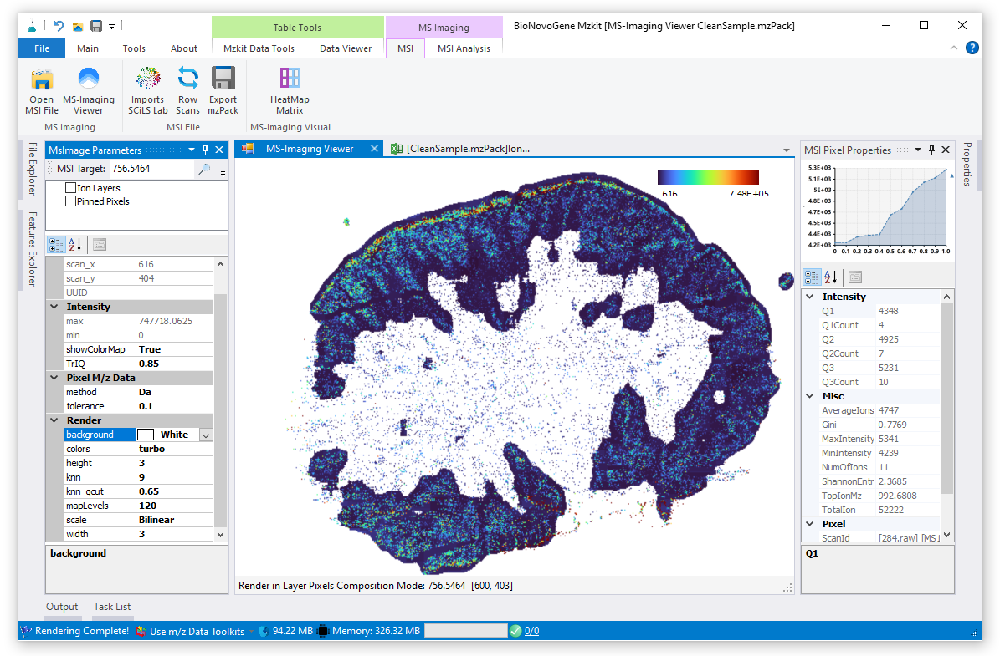 Table Tools
MS Imaging
BioNovoGene Mzkit [MS-Imaging Viewer CleanSample.mzPack]
File
Main
Tools
About
Mzkit Data Tools
Data Viewer
MSI
MSI Analysis
Open
MSI File
MS-Imaging
Viewer
Imports
SCiLS Lab
Row
Scans
Export
mzPack
HeatMap
Matrix
MS Imaging
MSI File
MS-Imaging Visual
File Explorer
Features Explorer
MsImage Parameters
MSI Target: 756.5464
Ion Layers
Pinned Pixels
scan_x 616
scan_y 404
UUID
Intensity
max 747718.0625
min 0
showColorMap True
TrIQ 0.85
Pixel M/z Data
method Da
tolerance 0.1
Render
background White
colors turbo
height 3
knn 9
knn_qcut 0.65
mapLevels 120
scale Bilinear
width 3
background
MS-Imaging Viewer
[CleanSample.mzPack]Ion...
616
7.48E+05
Render in Layer Pixels Composition Mode: 756.5464 [600, 403]
MSI Pixel Properties
Properties
5.3E+03
5.1E+03
5E+03
4.8E+03
4.7E+03
4.5E+03
4.4E+03
4.2E+03
0 0.1 0.2 0.3 0.4 0.5 0.6 0.7 0.8 0.9 1.0
Intensity
Q1 4348
Q1Count 4
Q2 4925
Q2Count 7
Q3 5231
Q3Count 10
Misc
AverageIons 4747
Gini 0.7769
MaxIntensity 5341
MinIntensity 4239
NumOfIons 11
ShannonEntr 2.3685
TopIonMz 992.6808
TotalIon 52222
Pixel
ScanId [284.raw] [MS1
Q1
Output
Task List
Rendering Complete!
Use m/z Data Toolkits
94.22 MB
Memory: 326.32 MB
0/0